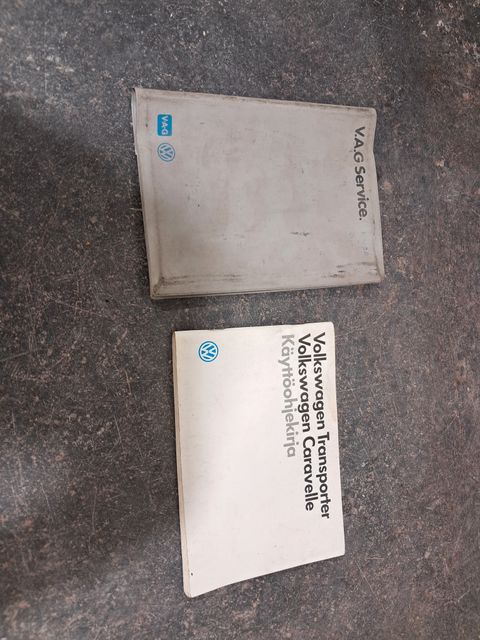 V.A.G Service.
V·A·G
Volkswagen Transporter
Volkswagen Caravelle
Käyttöohjekirja